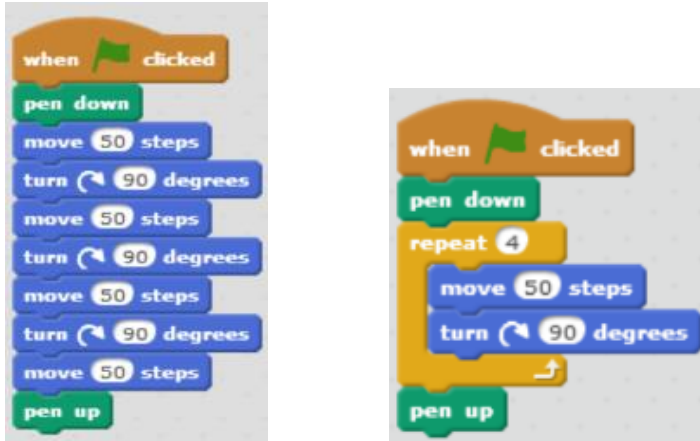 when clicked
pen down
move 50 steps
turn 90 degrees
move 50 steps
turn 90 degrees
move 50 steps
turn 90 degrees
move 50 steps
pen up
when clicked
pen down
repeat 4
move 50 steps
turn 90 degrees
pen up